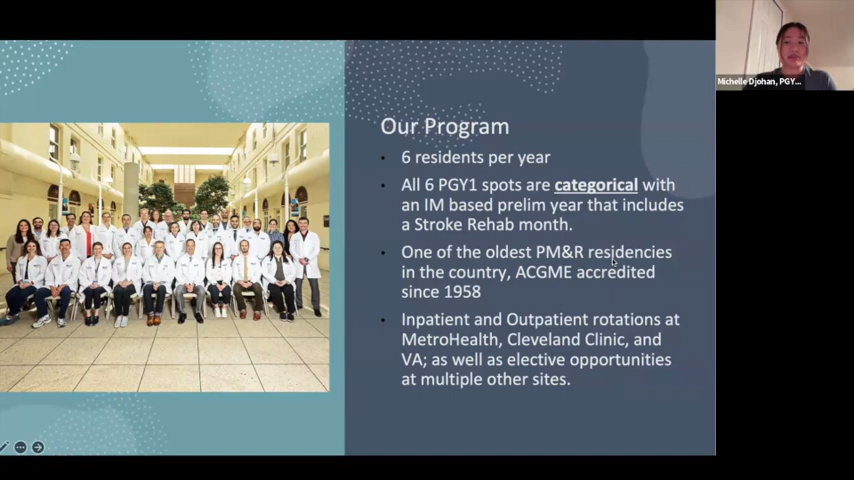 Michelle Djohan, PGY...
Our Program
• 6 residents per year
• All 6 PGY1 spots are categorical with
an IM based prelim year that includes
a Stroke Rehab month.
• One of the oldest PM&R residencies
in the country, ACGME accredited
since 1958
• Inpatient and Outpatient rotations at
MetroHealth, Cleveland Clinic, and
VA; as well as elective opportunities
at multiple other sites.